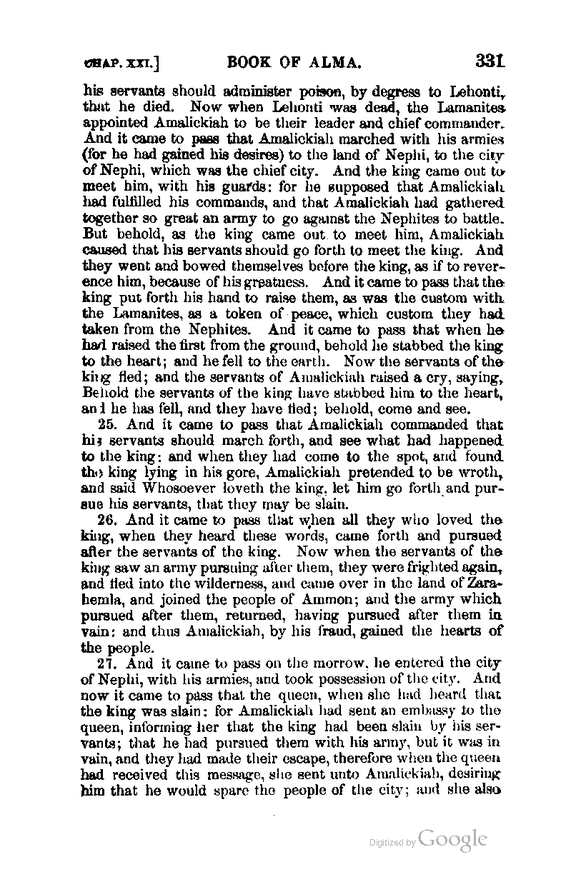 CHAP. XXI.] BOOK OF ALMA. 331
his servants should administer poison, by degress to Lehonti,
that he died. Now when Lehonti was dead, the Lamanites
appointed Amalickiah to be their leader and chief commander.
And it came to pass that Amalickiah marched with his armies
(for he had gained his desires) to the land of Nephi, to the city
of Nephi, which was the chief city. And the king came out to
meet him, with his guards: for he supposed that Amalickiah
had fulfilled his commands, and that Amalickiah had gathered
together so great an army to go against the Nephites to battle.
But behold, as the king came out to meet him, Amalickiah
caused that his servants should go forth to meet the king. And
they went and bowed themselves before the king, as if to rever-
ence him, because of his greatness. And it came to pass that the
king put forth his hand to raise them, as was the custom with
the Lamanites, as a token of peace, which custom they had
taken from the Nephites. And it came to pass that when he
had raised the first from the ground, behold he stabbed the king
to the heart; and he fell to the earth. Now the servants of the
king fled; and the servants of Amalickiah raised a cry, saying,
Behold the servants of the king have stabbed him to the heart,
and he has fell, and they have fled; behold, come and see.
25. And it came to pass that Amalickiah commanded that
his servants should march forth, and see what had happened
to the king: and when they had come to the spot, and found
the king lying in his gore, Amalickiah pretended to be wroth,
and said Whosoever loveth the king, let him go forth and pur-
sue his servants, that they may be slain.
26. And it came to pass that when all they who loved the
king, when they heard these words, came forth and pursued
after the servants of the king. Now when the servants of the
king saw an army pursuing after them, they were frighted again,
and fled into the wilderness, and came over in the land of Zara-
hemla, and joined the people of Ammon; and the army which
pursued after them, returned, having pursued after them in
vain: and thus Amalickiah, by his fraud, gained the hearts of
the people.
27. And it came to pass on the morrow, he entered the city
of Nephi, with his armies, and took possession of the city. And
now it came to pass that the queen, when she had heard that
the king was slain: for Amalickiah had sent an embassy to the
queen, informing her that the king had been slain by his ser-
vants; that he had pursued them with his army, but it was in
vain, and they had made their escape, therefore when the queen
had received this message, she sent unto Amalickiah, desiring
him that he would spare the people of the city; and she also
Digitized by Google